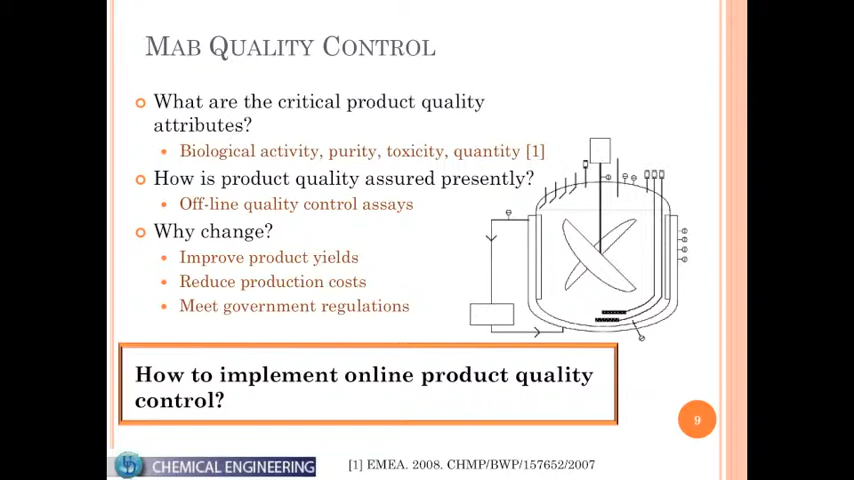 MAB QUALITY CONTROL
What are the critical product quality
attributes?
Biological activity, purity, toxicity, quantity [1]
How is product quality assured presently?
Off-line quality control assays
Why change?
Improve product yields
Reduce production costs
Meet government regulations
How to implement online product quality
control?
9
CHEMICAL ENGINEERING
[1] EMEA. 2008. CHMP/BWP/157652/2007